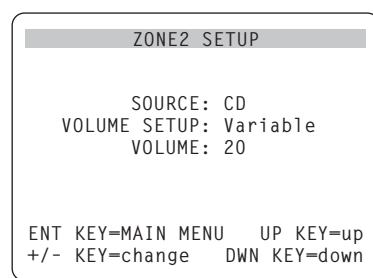 ZONE2 SETUP
SOURCE: CD
VOLUME SETUP: Variable
VOLUME: 20
ENT KEY=MAIN MENU UP KEY=up
+/- KEY=change DWN KEY=down